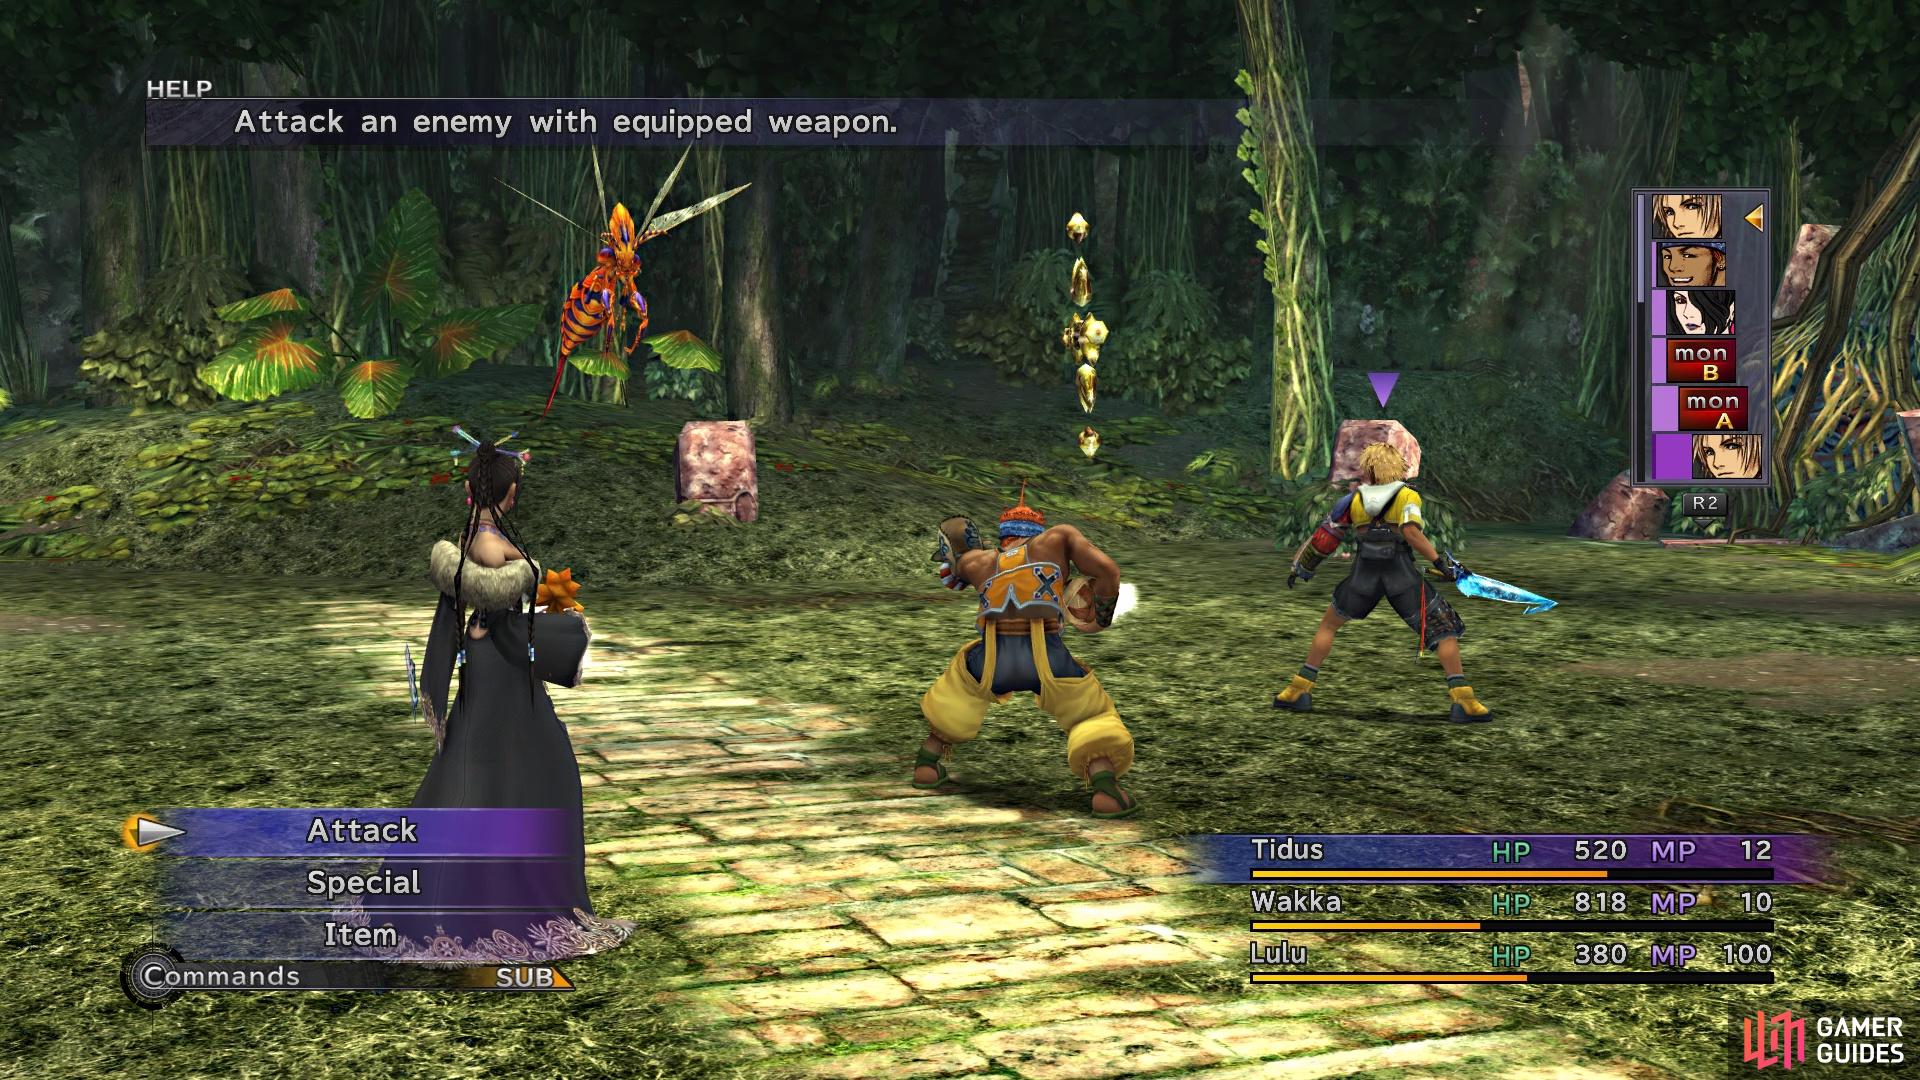 HELP
Attack an enemy with equipped weapon.
mon
B
mon
A
R2
Attack
Special
Item
Commands SUB
Tidus HP 520 MP 12
Wakka HP 818 MP 10
Lulu HP 380 MP 100
GAMER
GUIDES